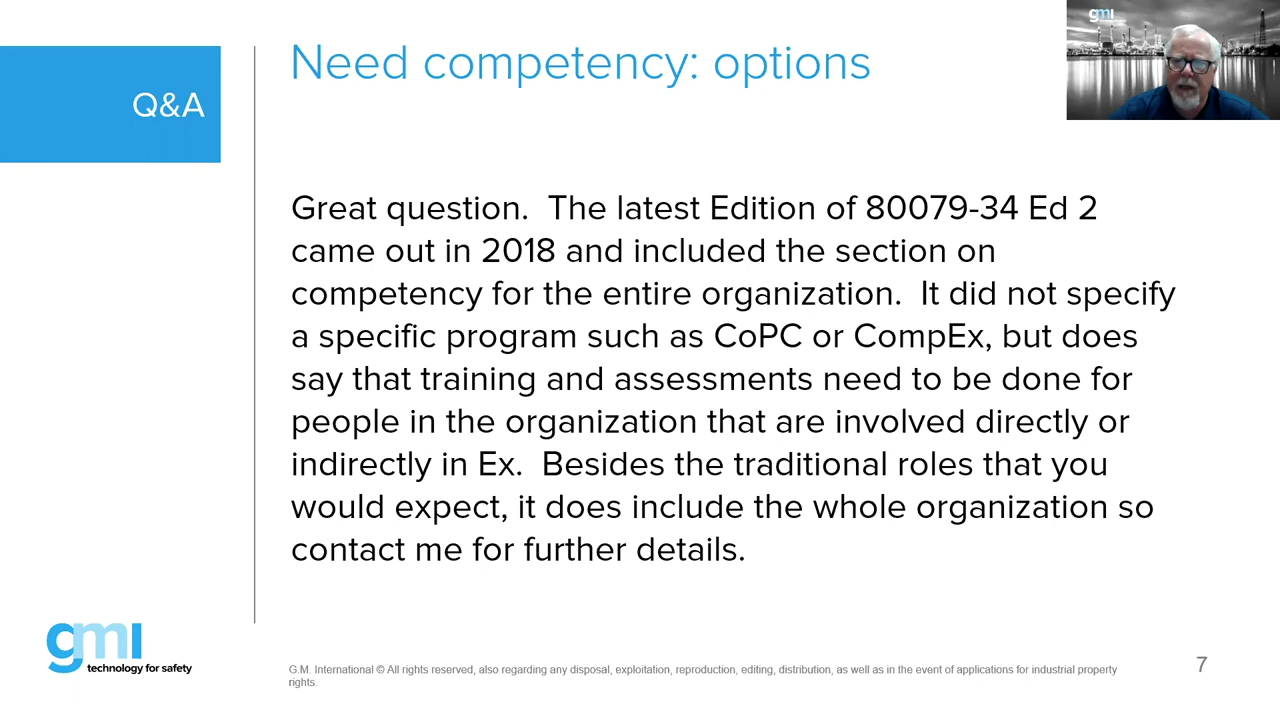 Need competency: options
gmi
Q&A
Great question.  The latest Edition of 80079-34 Ed 2
came out in 2018 and included the section on
competency for the entire organization.  It did not specify
a specific program such as CoPC or CompEx, but does
say that training and assessments need to be done for
people in the organization that are involved directly or
indirectly in Ex.  Besides the traditional roles that you
would expect, it does include the whole organization so
contact me for further details.
gmi
technology for safety
G.M. International © All rights reserved, also regarding any disposal, exploitation, reproduction, editing, distribution, as well as in the event of applications for industrial property
rights.
7